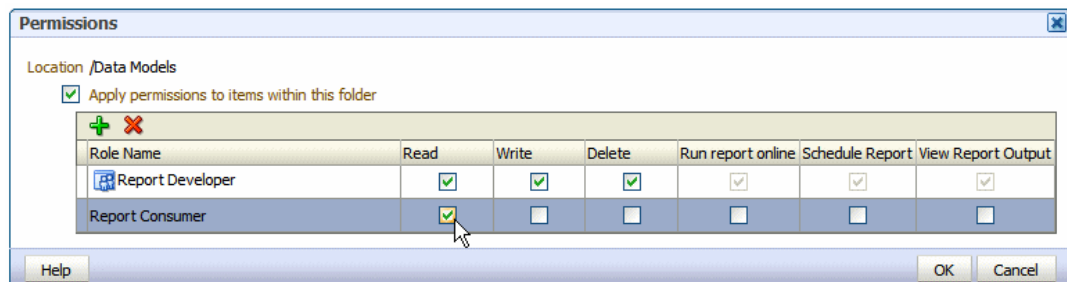 Permissions
Location /Data Models
Apply permissions to items within this folder
Role Name Read Write Delete Run report online Schedule Report View Report Output
Report Developer
Report Consumer
Help OK Cancel